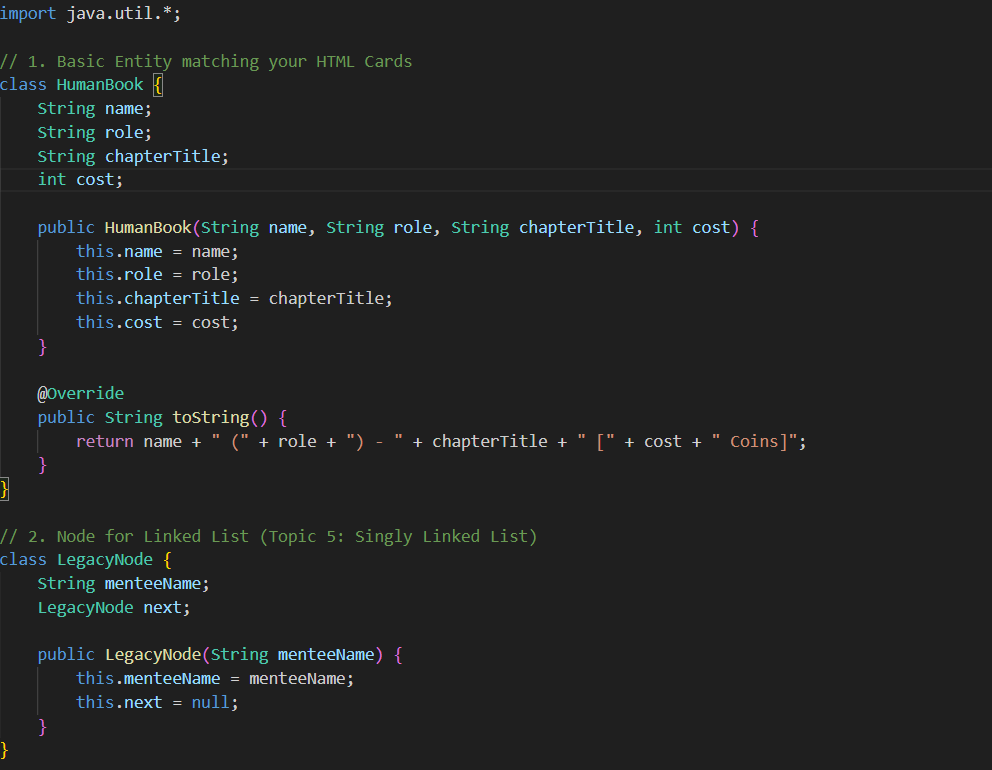 import java.util.*;

// 1. Basic Entity matching your HTML Cards
class HumanBook {
    String name;
    String role;
    String chapterTitle;
    int cost;

    public HumanBook(String name, String role, String chapterTitle, int cost) {
        this.name = name;
        this.role = role;
        this.chapterTitle = chapterTitle;
        this.cost = cost;
    }

    @Override
    public String toString() {
        return name + " (" + role + ") - " + chapterTitle + " [" + cost + " Coins]";
    }
}

// 2. Node for Linked List (Topic 5: Singly Linked List)
class LegacyNode {
    String menteeName;
    LegacyNode next;

    public LegacyNode(String menteeName) {
        this.menteeName = menteeName;
        this.next = null;
    }
}